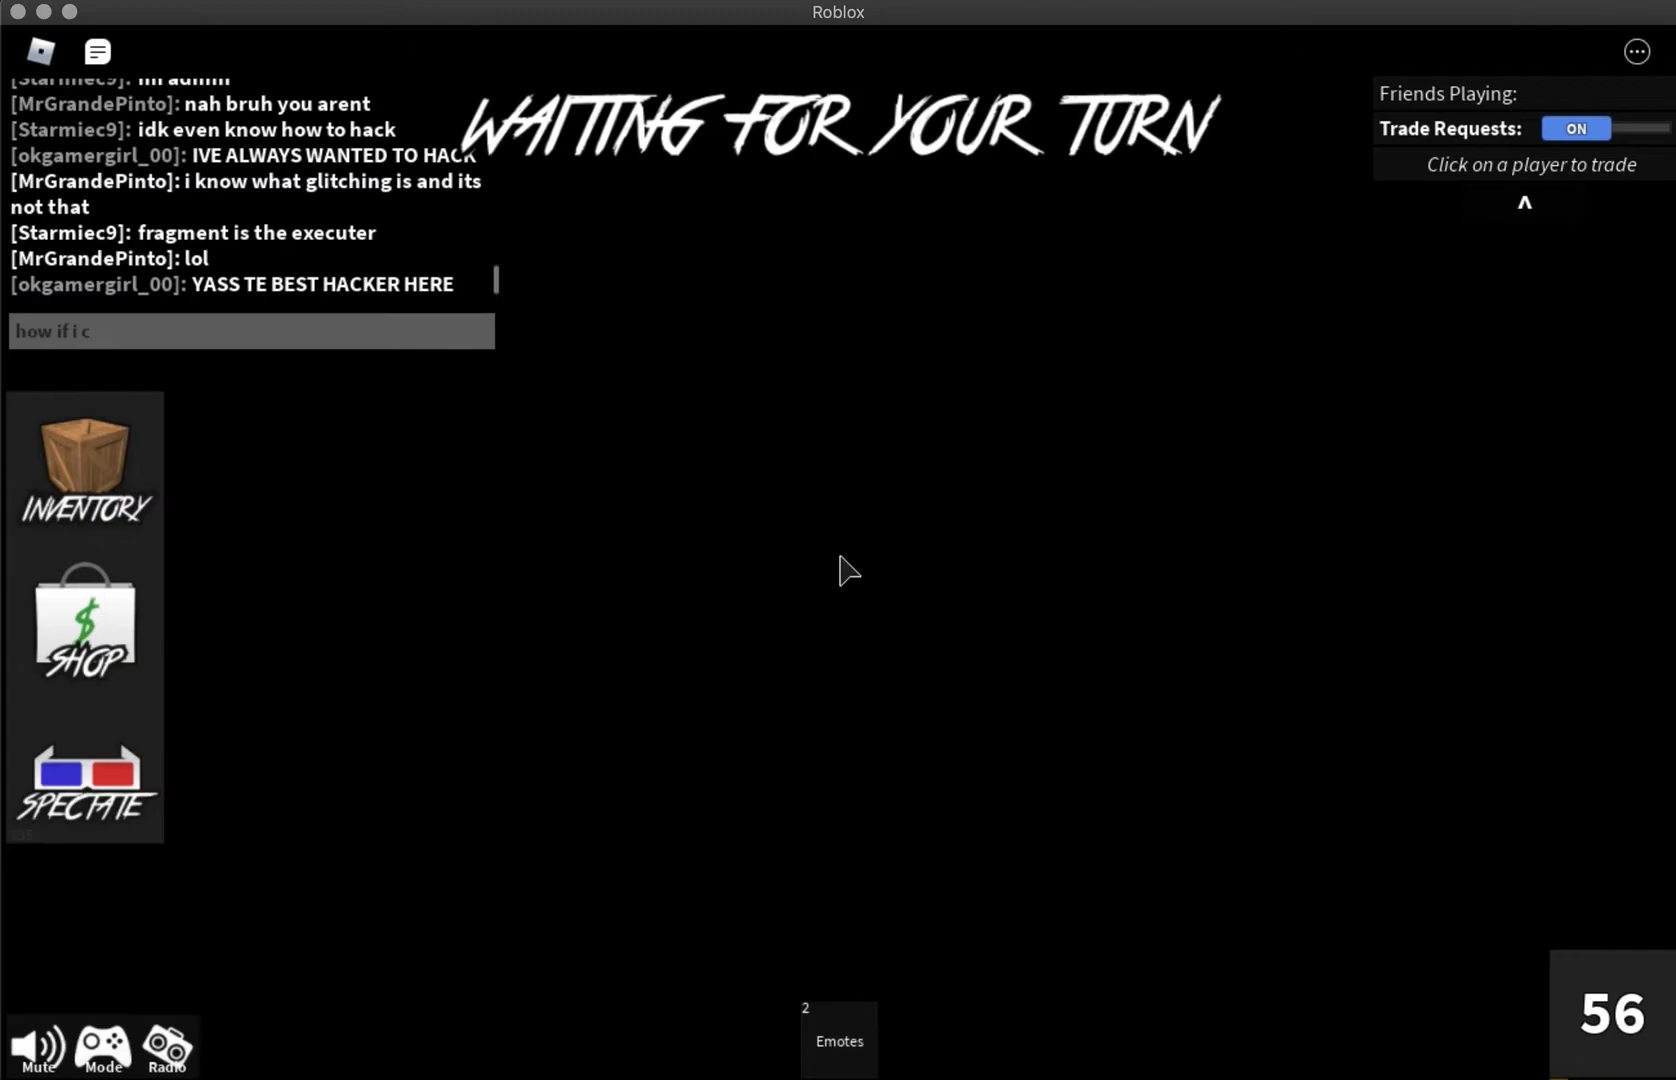 Roblox
[Starmiec9]: im admin
[MrGrandePinto]: nah bruh you arent
[Starmiec9]: idk even know how to hack
[okgamergirl_00]: IVE ALWAYS WANTED TO HACK
[MrGrandePinto]: i know what glitching is and its
not that
[Starmiec9]: fragment is the executer
[MrGrandePinto]: lol
[okgamergirl_00]: YASS TE BEST HACKER HERE
how if i c
WAITING FOR YOUR TURN
Friends Playing:
Trade Requests: ON
Click on a player to trade
^
INVENTORY
$
SHOP
SPECTATE
2
Emotes
56
Mute
Mode
Radio